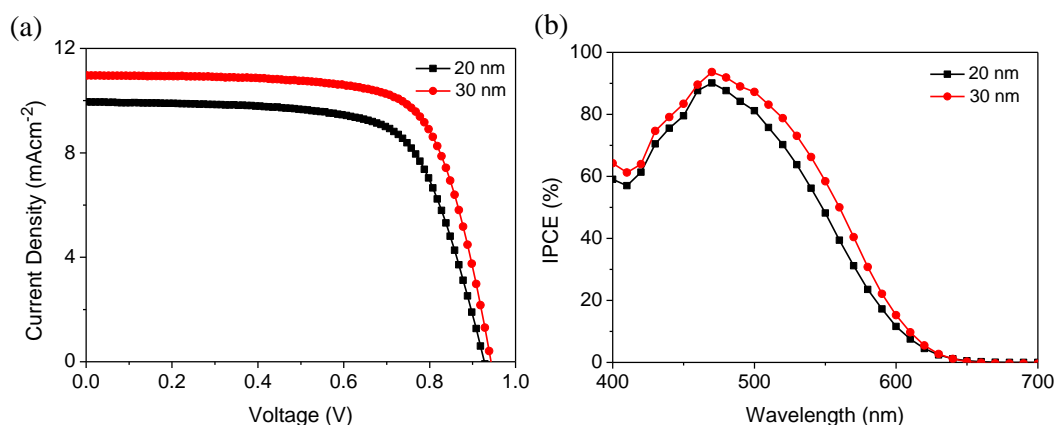 (a)
12
8
4
0
0.0 0.2 0.4 0.6 0.8 1.0
Current Density (mAcm⁻²)
Voltage (V)
20 nm
30 nm
(b)
100
80
60
40
20
0
400 500 600 700
IPCE (%)
Wavelength (nm)
20 nm
30 nm